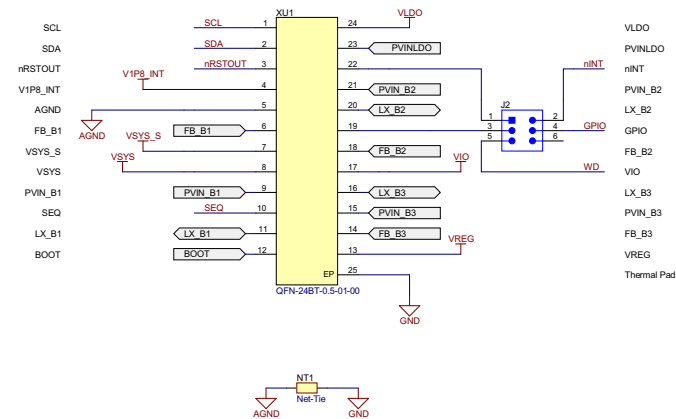 XU1
VLDO
SCL
SCL
1
24
VLDO
SDA
SDA
2
23
PVINLDO
PVINLDO
nRSTOUT
nRSTOUT
3
22
nINT
nINT
V1P8_INT
V1P8_INT
4
21
PVIN_B2
PVIN_B2
AGND
AGND
5
20
LX_B2
J2
1
2
LX_B2
FB_B1
FB_B1
6
19
3
4
GPIO
GPIO
VSYS_S
VSYS_S
7
18
FB_B2
5
6
FB_B2
VSYS
VSYS
8
17
VIO
WD
VIO
PVIN_B1
PVIN_B1
9
16
LX_B3
LX_B3
SEQ
SEQ
10
15
PVIN_B3
PVIN_B3
LX_B1
LX_B1
11
14
FB_B3
FB_B3
BOOT
BOOT
12
13
VREG
VREG
EP
25
Thermal Pad
QFN-24BT-0.5-01-00
GND
NT1
Net-Tie
AGND
GND